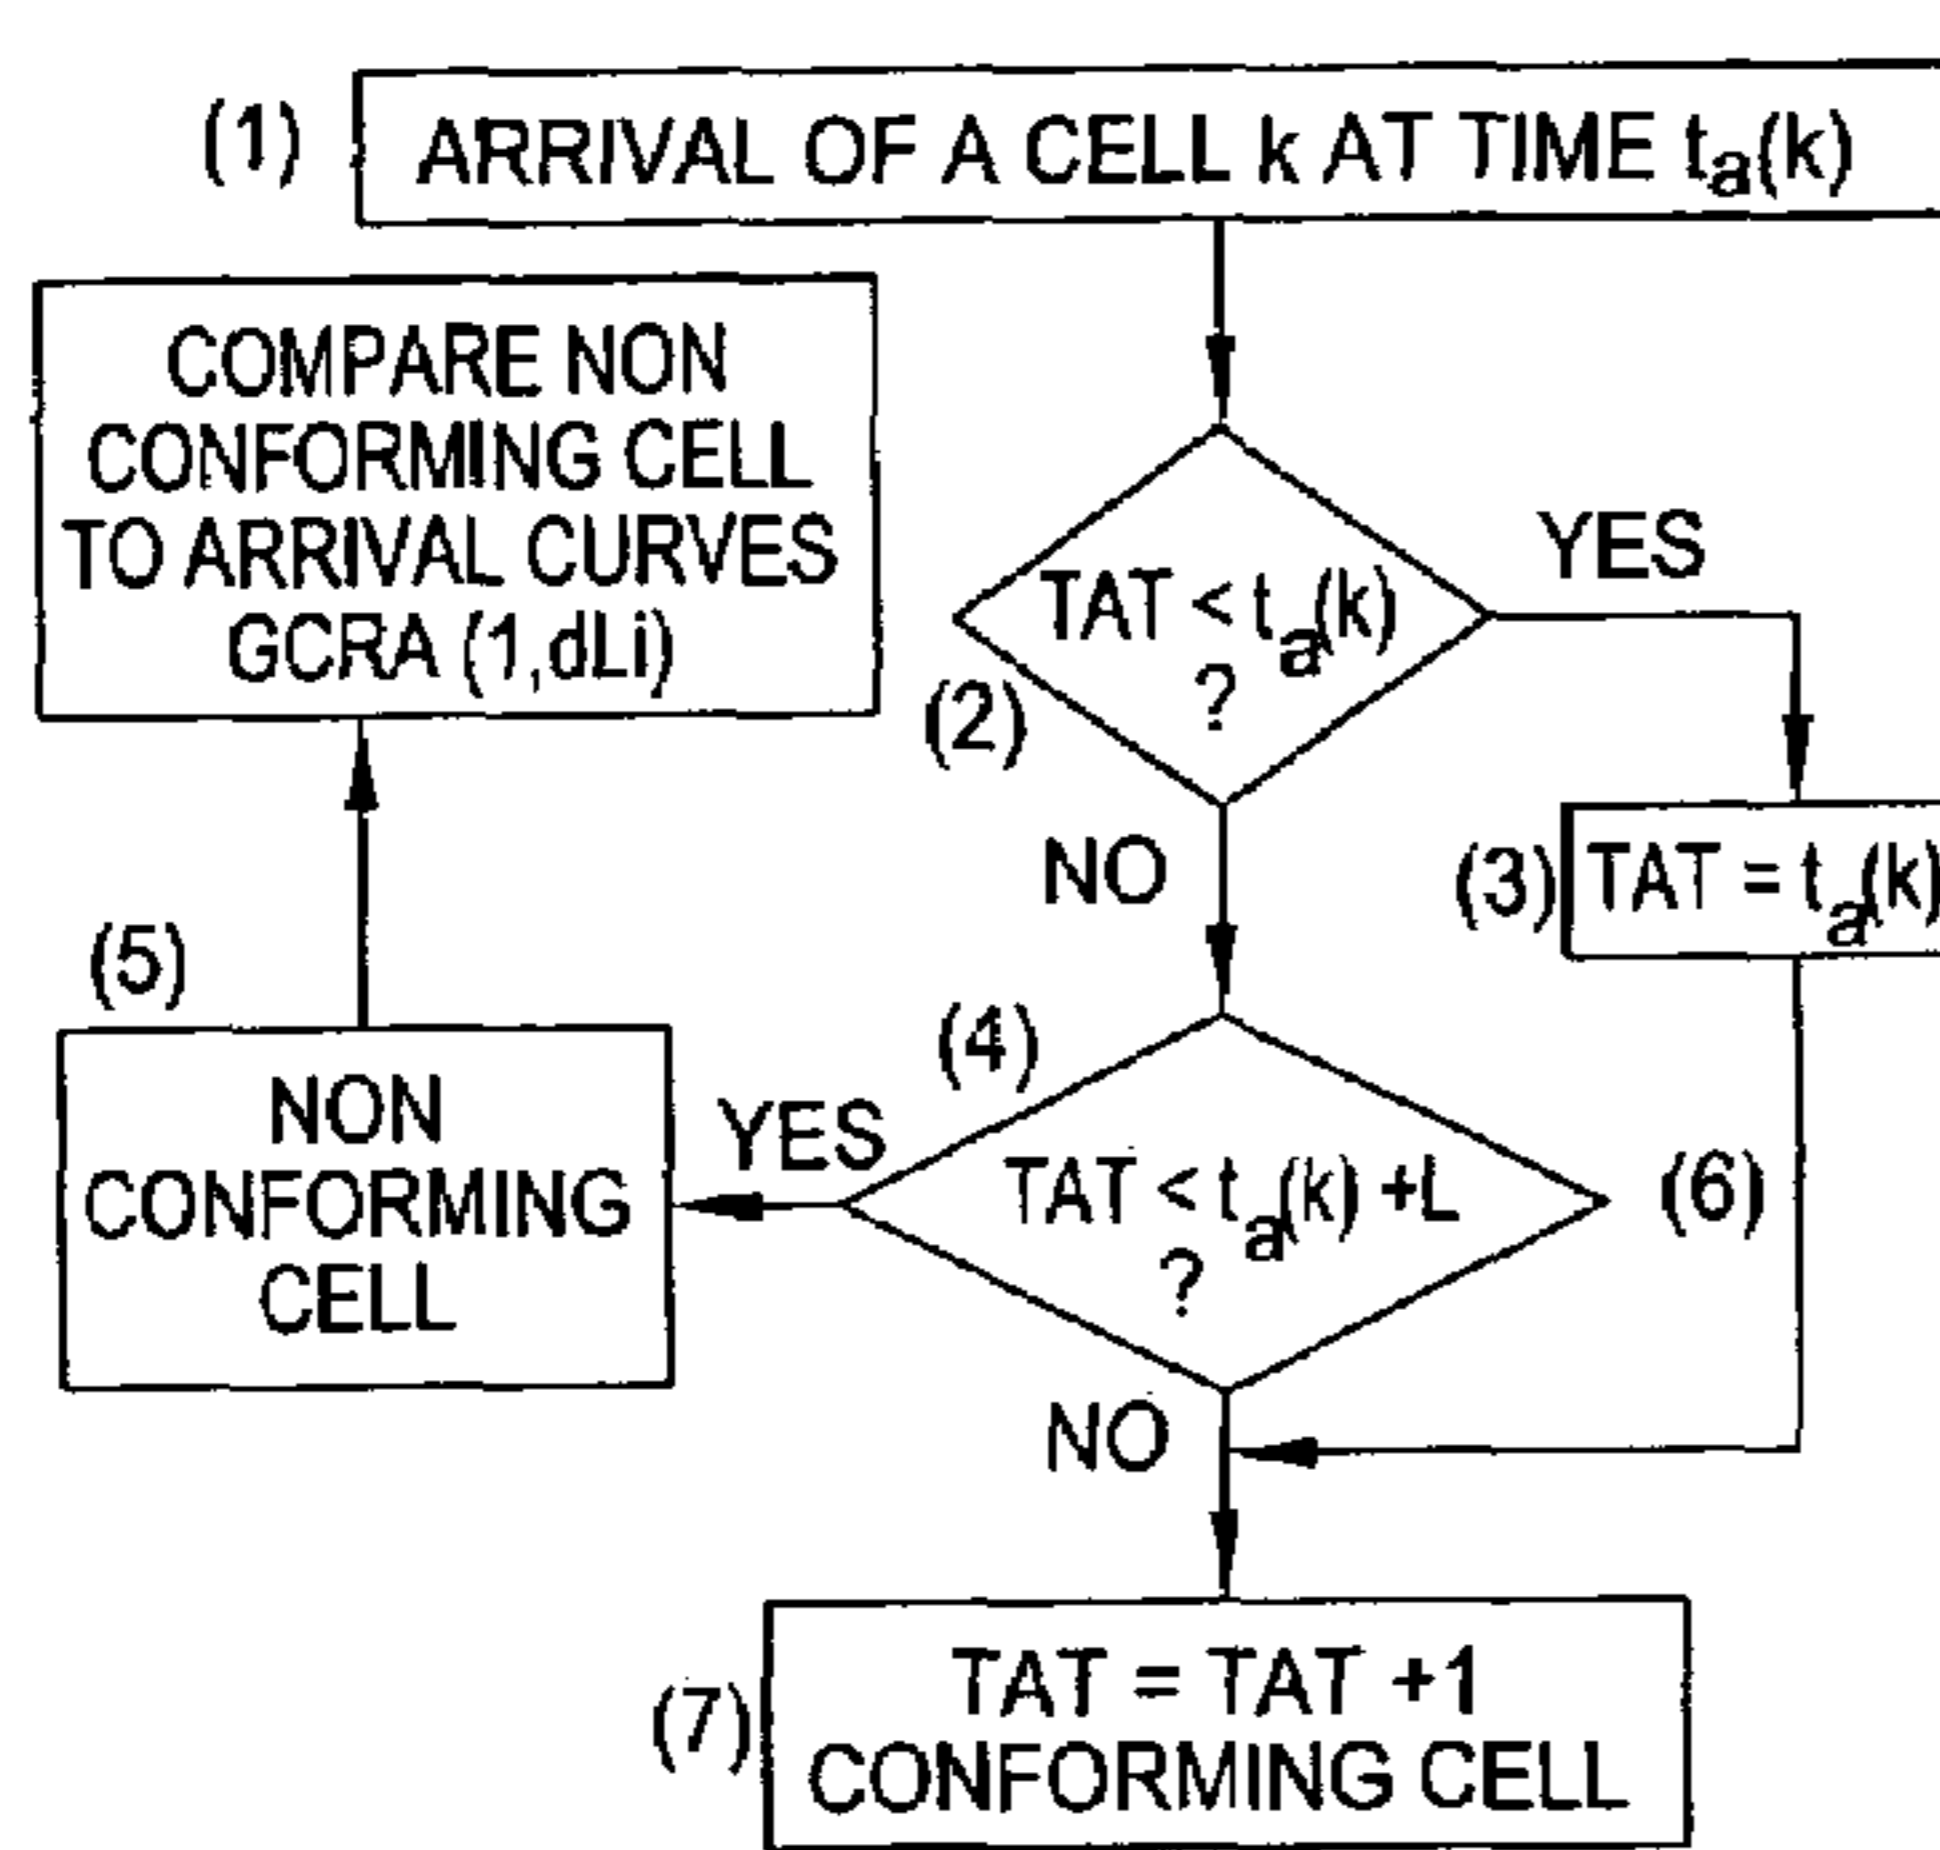 (1)
ARRIVAL OF A CELL k AT TIME ta(k)
COMPARE NON
CONFORMING CELL
TO ARRIVAL CURVES
GCRA (1,dLi)
TAT < ta(k)
?
(2)
YES
NO
(3)
TAT = ta(k)
(5)
NON
CONFORMING
CELL
YES
(4)
TAT < ta(k) +L
?
(6)
NO
(7)
TAT = TAT +1
CONFORMING CELL